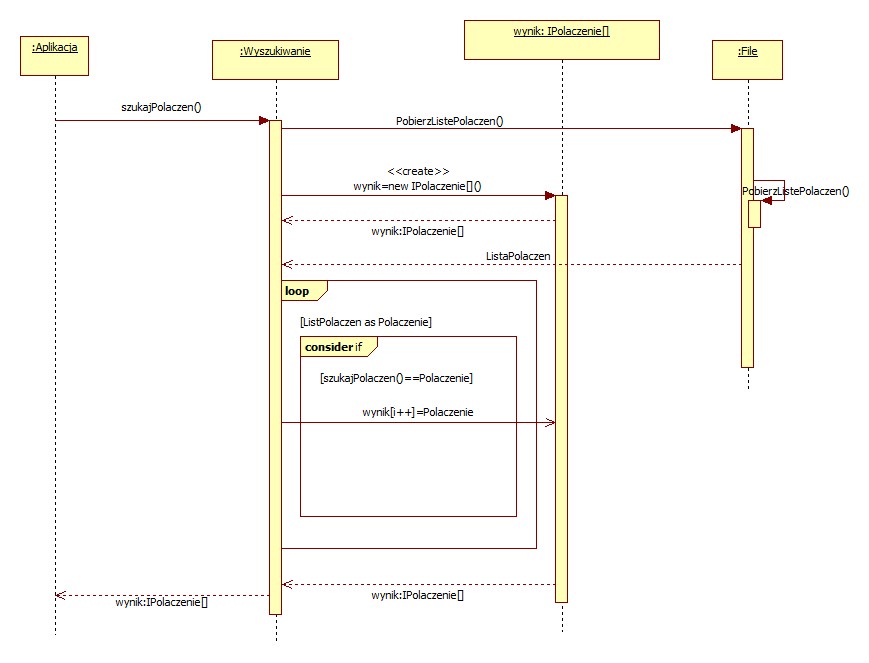 :Aplikacja
:Wyszukiwanie
wynik: IPolaczenie[]
:File
szukajPolaczen()
PobierzListePolaczen()
<<create>>
wynik=new IPolaczenie[]()
PobierzListePolaczen()
wynik:IPolaczenie[]
ListaPolaczen
loop
[ListPolaczen as Polaczenie]
consider if
[szukajPolaczen()==Polaczenie]
wynik[i++]=Polaczenie
wynik:IPolaczenie[]
wynik:IPolaczenie[]